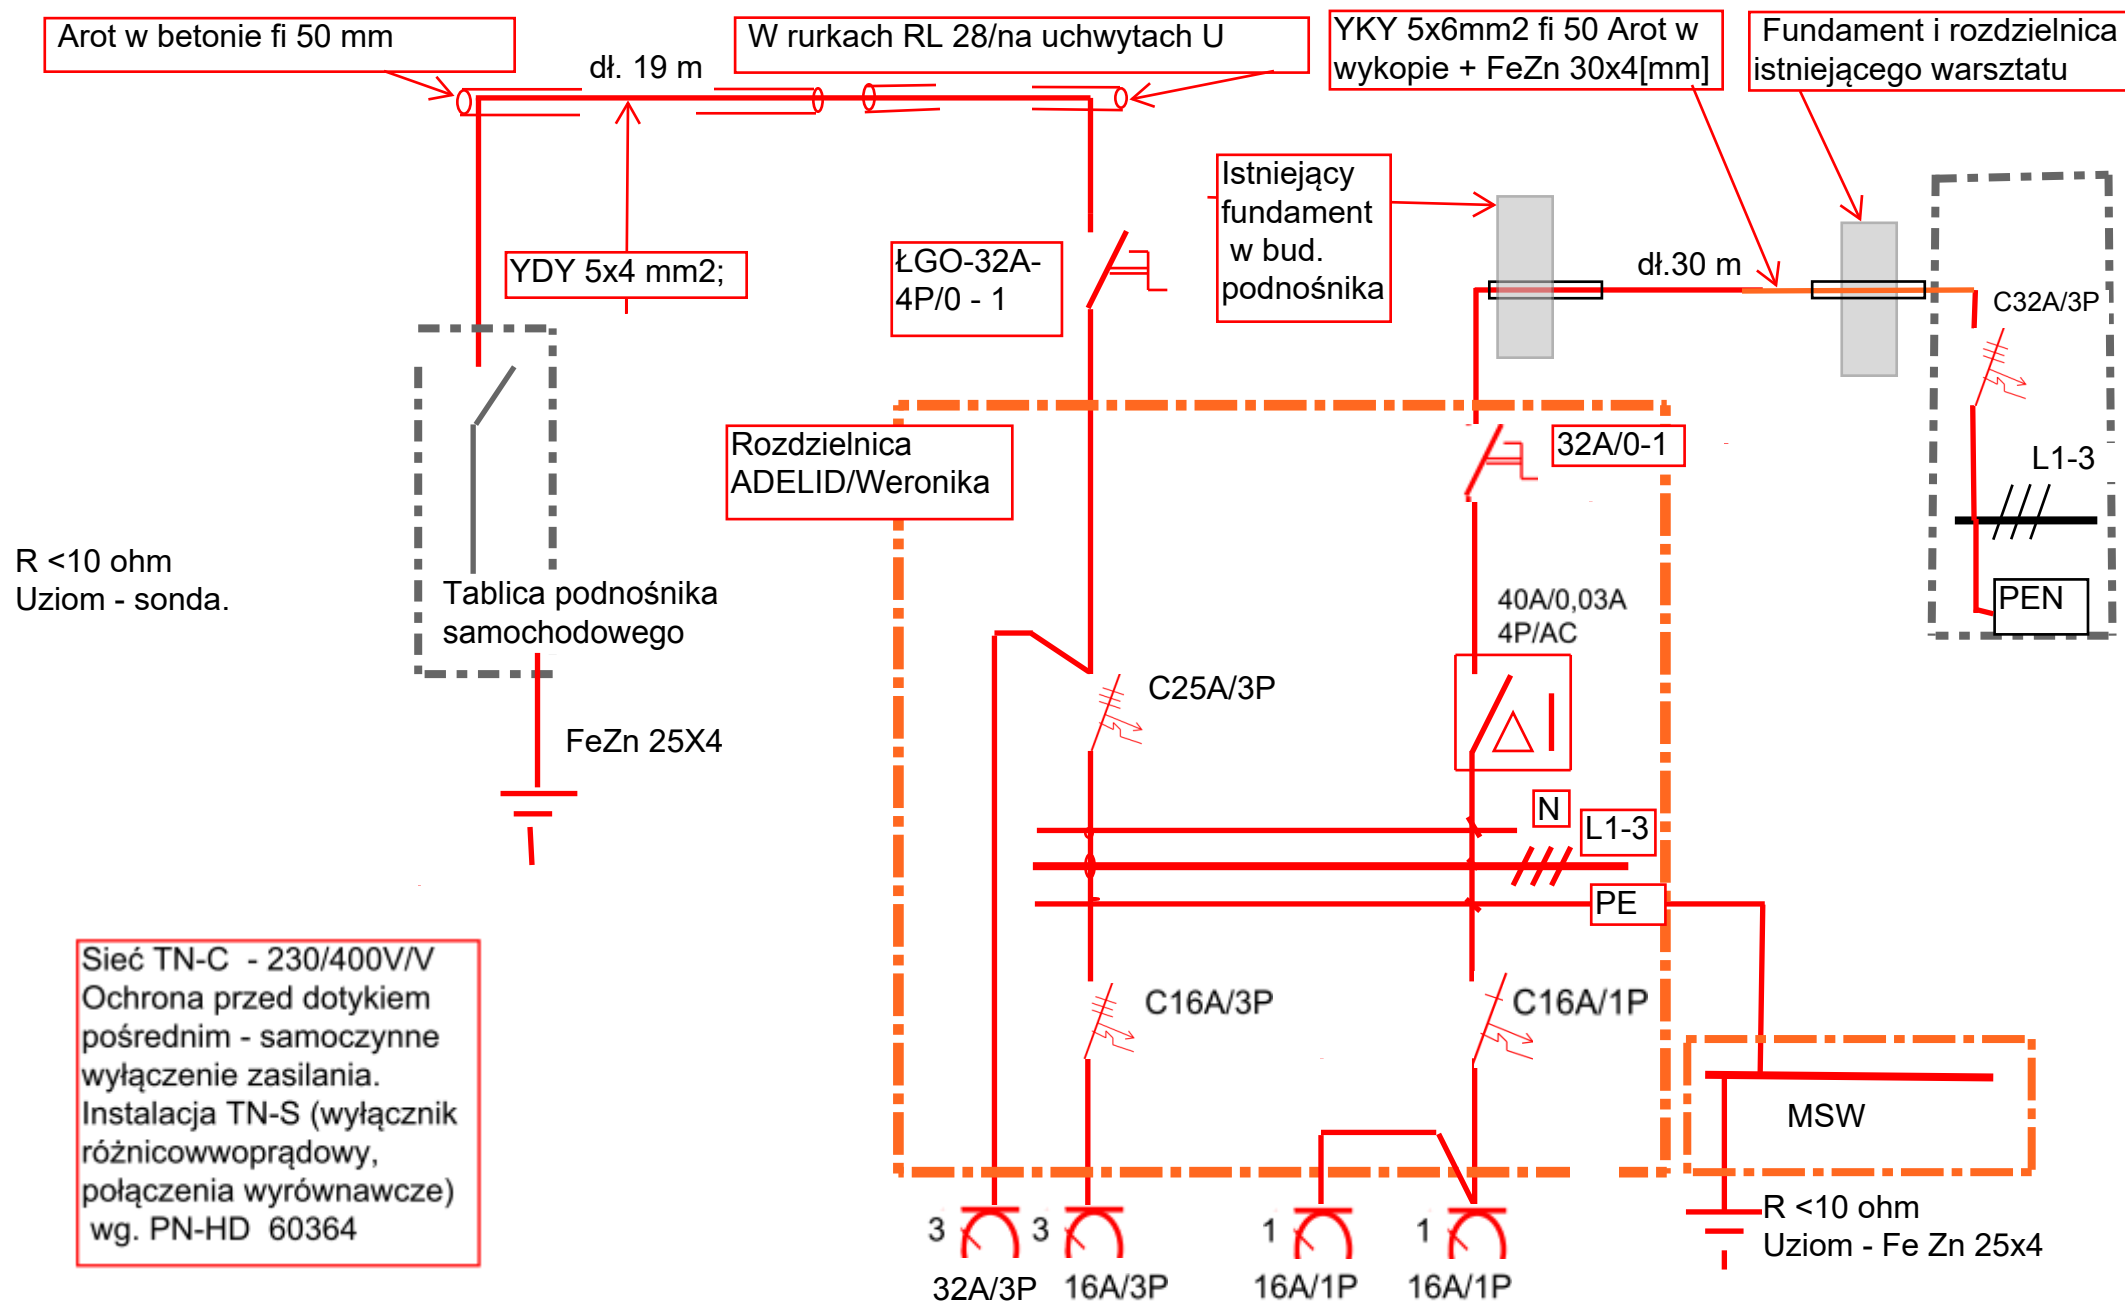 Arot w betonie fi 50 mm
dł. 19 m
W rurkach RL 28/na uchwytach U
YKY 5x6mm2 fi 50 Arot w
wykopie + FeZn 30x4[mm]
Fundament i rozdzielnica
istniejącego warsztatu
Istniejący
fundament
w bud.
podnośnika
YDY 5x4 mm2;
ŁGO-32A-
4P/0 - 1
dł.30 m
C32A/3P
L1-3
PEN
Rozdzielnica
ADELID/Weronika
32A/0-1
R <10 ohm
Uziom - sonda.
Tablica podnośnika
samochodowego
40A/0,03A
4P/AC
C25A/3P
FeZn 25X4
N
L1-3
PE
Sieć TN-C - 230/400V/V
Ochrona przed dotykiem
pośrednim - samoczynne
wyłączenie zasilania.
Instalacja TN-S (wyłącznik
różnicowwoprądowy,
połączenia wyrównawcze)
wg. PN-HD 60364
C16A/3P
C16A/1P
MSW
R <10 ohm
Uziom - Fe Zn 25x4
3
3
1
1
32A/3P
16A/3P
16A/1P
16A/1P